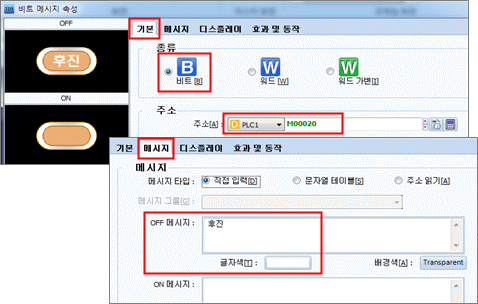 비트 메시지 속성
OFF
후진
ON
기본 메시지 디스플레이 효과 및 동작
종류
B W W
비트 [B] 워드 [W] 워드 가변[I]
주소
주소[A] : D PLC1 M00020
기본 메시지 디스플레이 효과 및 동작
메시지
메시지 타입 : 직접 입력[D] 문자열 테이블[S] 주소 읽기[A]
메시지 그룹[G] :
OFF 메시지 : 후진
글자색[T] : 배경색[A] : Transparent
ON 메시지 :